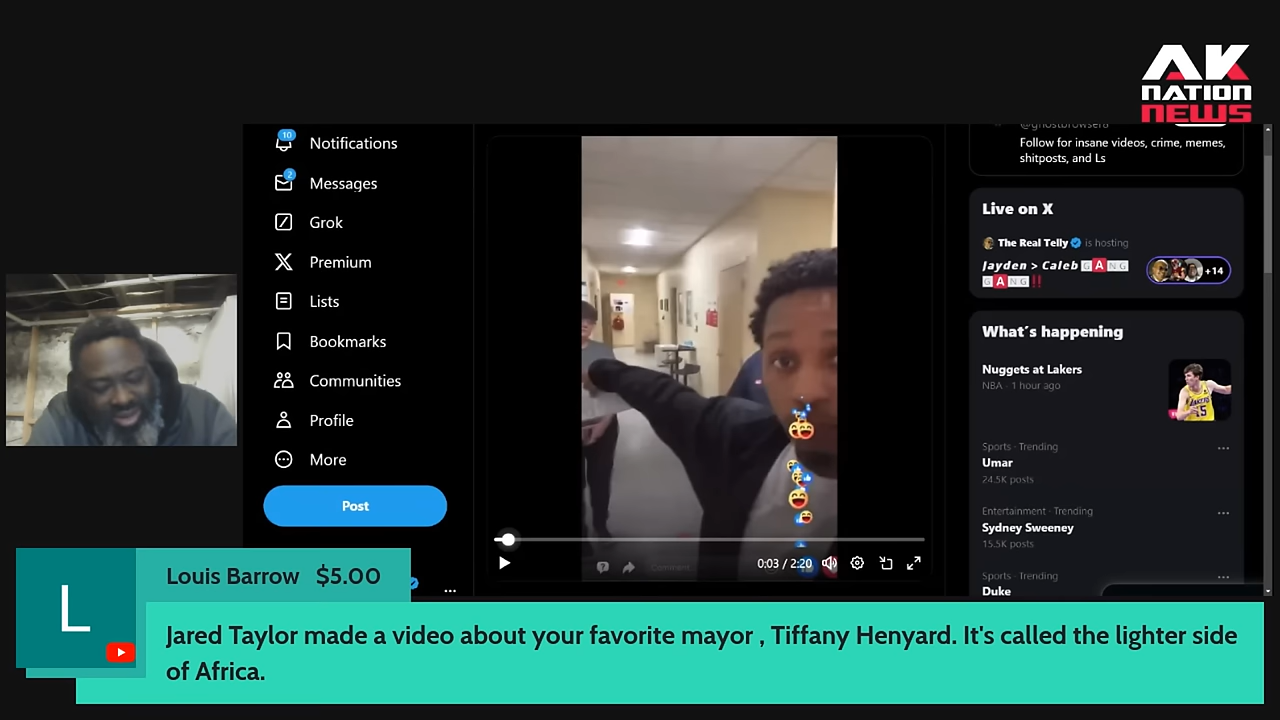 AK
NATION
NEWS
10
Notifications
2
Messages
Grok
Premium
Lists
Bookmarks
Communities
Profile
More
Post
0:03 / 2:20
Comment
@ghostbrowser8
Follow for insane videos, crime, memes,
shitposts, and Ls
Live on X
The Real Telly is hosting
Jayden > Caleb GANG
GANG‼
+14
What's happening
Nuggets at Lakers
NBA · 1 hour ago
Sports · Trending
Umar
24.5K posts
Entertainment · Trending
Sydney Sweeney
15.5K posts
Sports · Trending
Duke
L
Louis Barrow $5.00
Jared Taylor made a video about your favorite mayor , Tiffany Henyard. It's called the lighter side
of Africa.